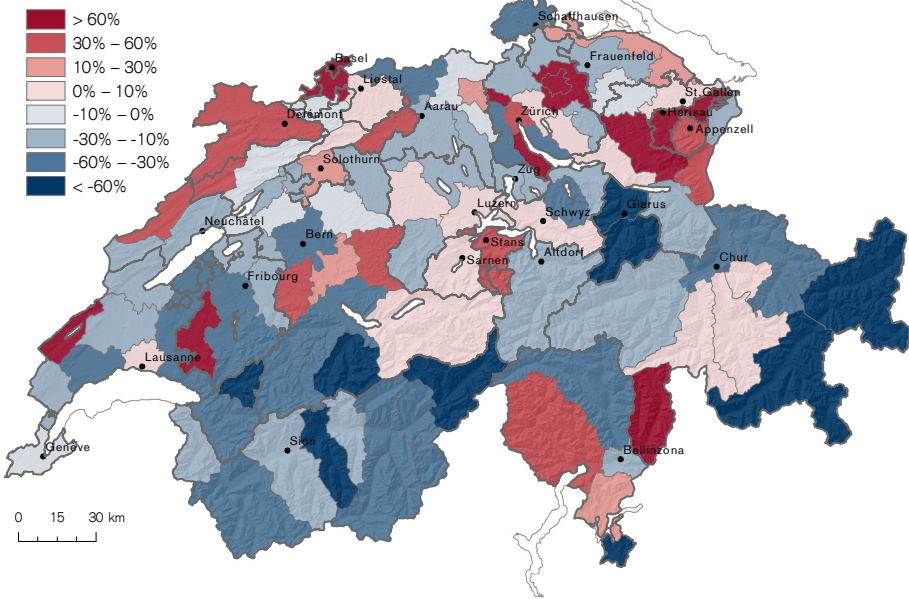 > 60%
30% – 60%
10% – 30%
0% – 10%
-10% – 0%
-30% – -10%
-60% – -30%
< -60%
Schaffhausen
Basel
Frauenfeld
Liestal
St.Gallen
Aarau
Delémont
Zürich
Herisau
Appenzell
Solothurn
Zug
Luzern
Glarus
Neuchâtel
Schwyz
Bern
Stans
Altdorf
Sarnen
Chur
Fribourg
Lausanne
Sion
Genève
Bellinzona
0 15 30 km